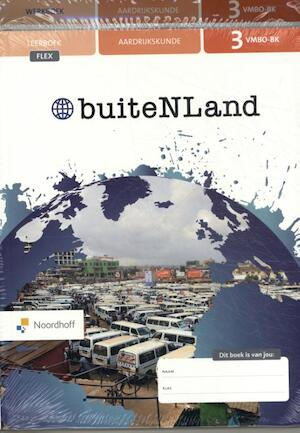 WERKBOEK AARDRIJKSKUNDE 3 VMBO-BK
LEERBOEK AARDRIJKSKUNDE 3 VMBO-BK
FLEX
buiteNLand
Noordhoff
Dit boek is van jou:
NAAM
KLAS